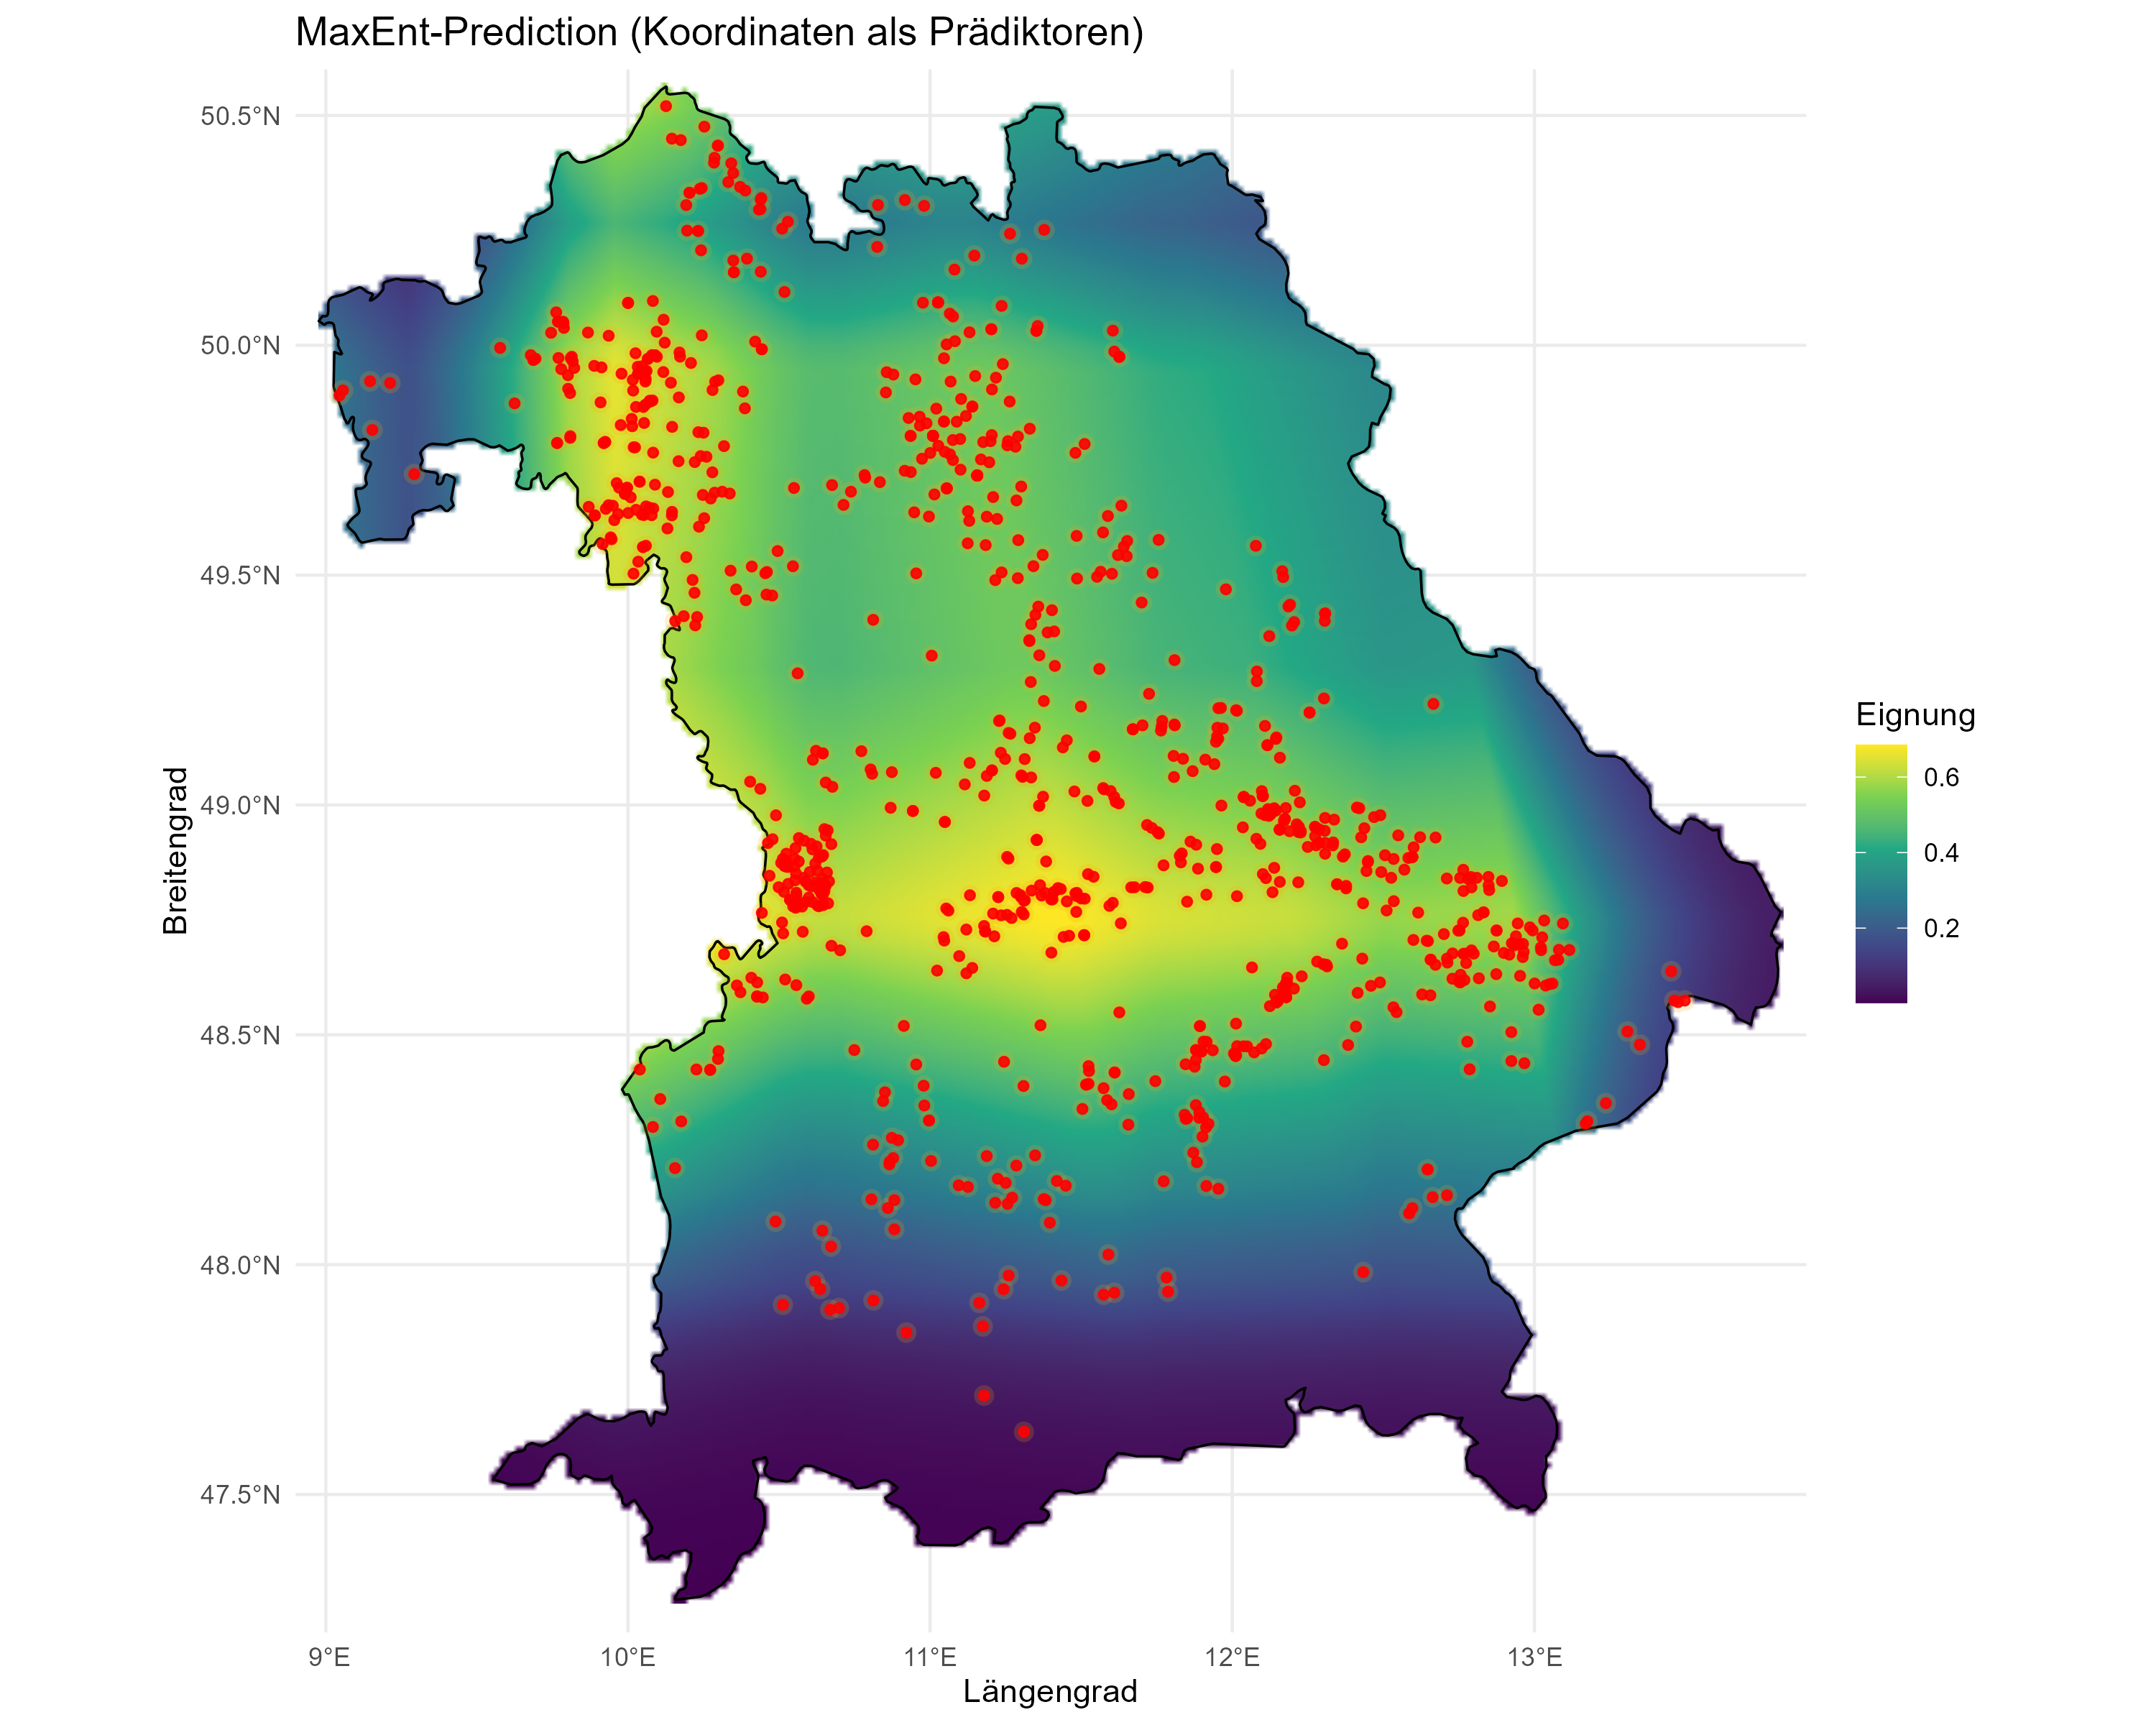 MaxEnt-Prediction (Koordinaten als Prädiktoren)
50.5°N
50.0°N
49.5°N
49.0°N
48.5°N
48.0°N
47.5°N
Breitengrad
9°E
10°E
11°E
12°E
13°E
Längengrad
Eignung
0.6
0.4
0.2